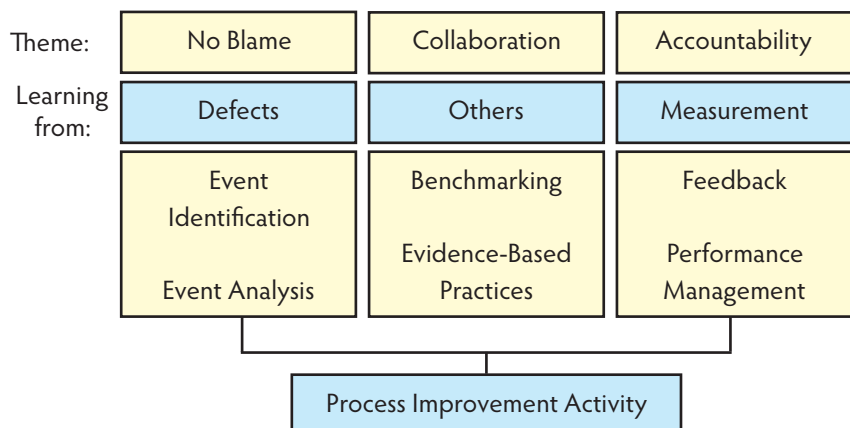 Theme:
No Blame
Collaboration
Accountability
Learning
from:
Defects
Others
Measurement
Event
Identification
Event Analysis
Benchmarking
Evidence-Based
Practices
Feedback
Performance
Management
Process Improvement Activity